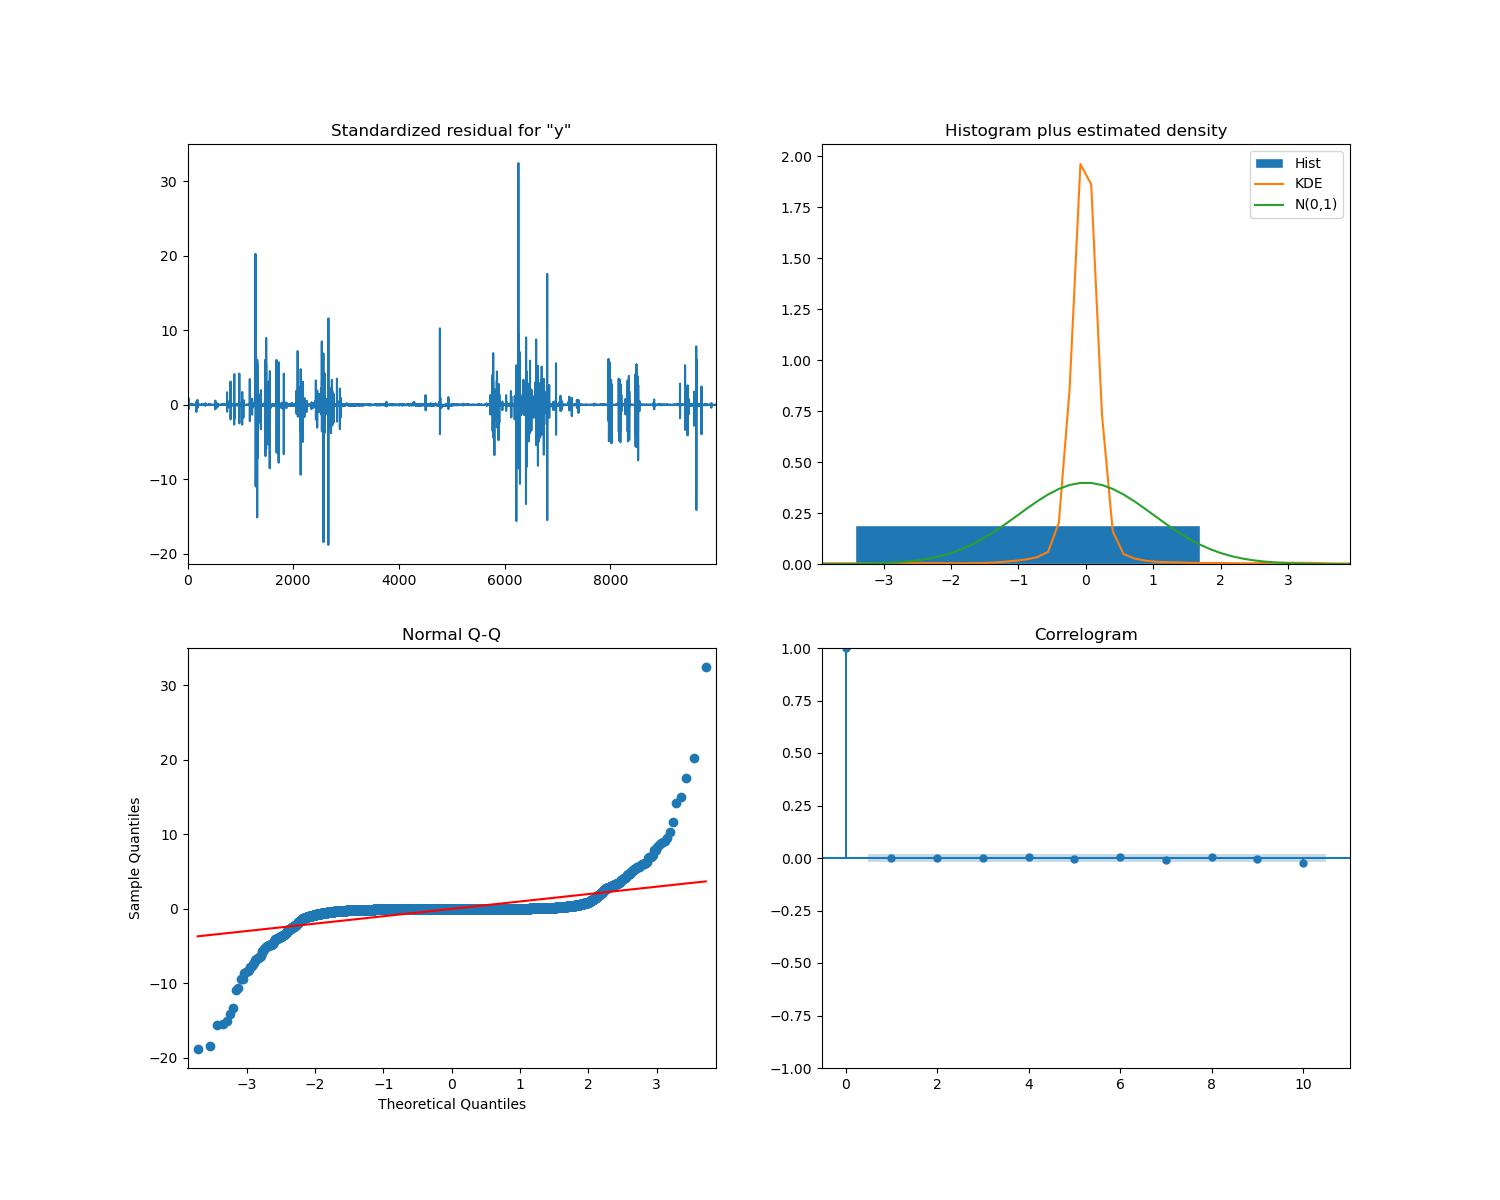 Standardized residual for "y"
30
20
10
0
−10
−20
0 2000 4000 6000 8000
Histogram plus estimated density
2.00
1.75
1.50
1.25
1.00
0.75
0.50
0.25
0.00
Hist
KDE
N(0,1)
−3 −2 −1 0 1 2 3
Normal Q-Q
Sample Quantiles
30
20
10
0
−10
−20
−3 −2 −1 0 1 2 3
Theoretical Quantiles
Correlogram
1.00
0.75
0.50
0.25
0.00
−0.25
−0.50
−0.75
−1.00
0 2 4 6 8 10